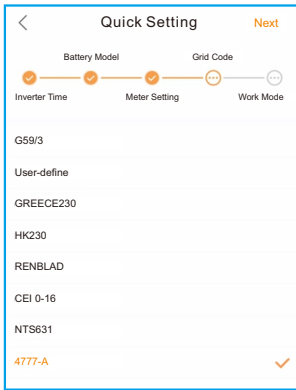 Quick Setting Next
Battery Model Grid Code
Inverter Time Meter Setting Work Mode
G59/3
User-define
GREECE230
HK230
RENBLAD
CEI 0-16
NTS631
4777-A